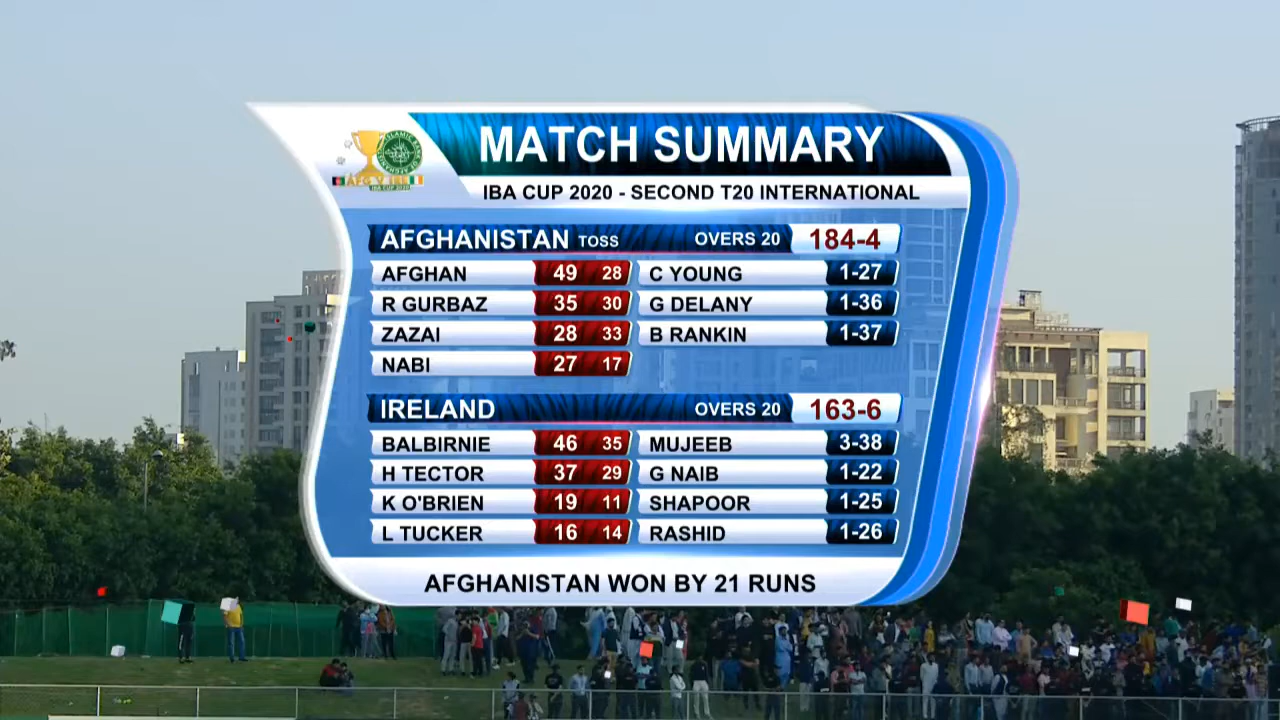 MATCH SUMMARY
IBA CUP 2020 - SECOND T20 INTERNATIONAL
AFGHANISTAN TOSS OVERS 20 184-4
AFGHAN 49 28 C YOUNG 1-27
R GURBAZ 35 30 G DELANY 1-36
ZAZAI 28 33 B RANKIN 1-37
NABI 27 17
IRELAND OVERS 20 163-6
BALBIRNIE 46 35 MUJEEB 3-38
H TECTOR 37 29 G NAIB 1-22
K O'BRIEN 19 11 SHAPOOR 1-25
L TUCKER 16 14 RASHID 1-26
AFGHANISTAN WON BY 21 RUNS